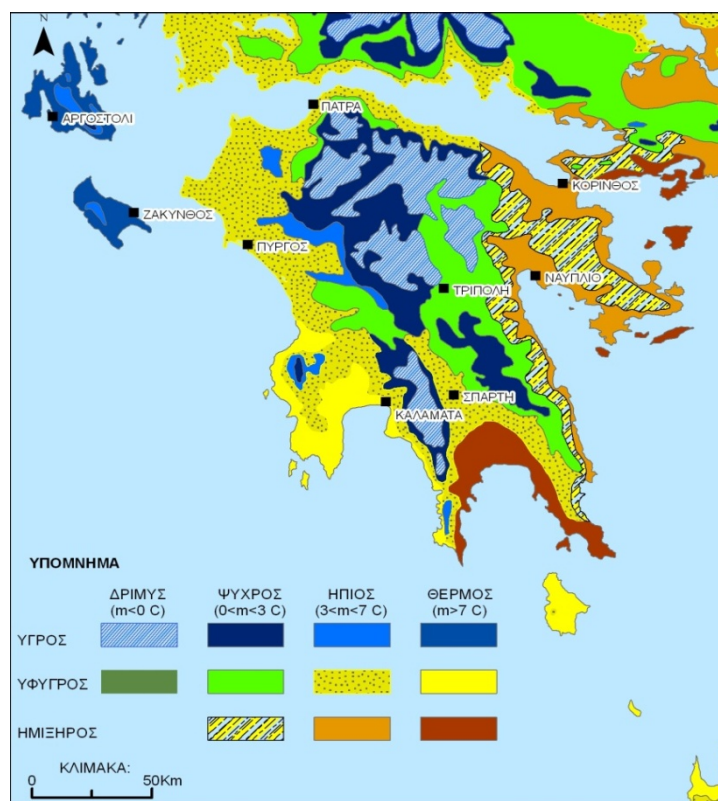 N
ΠΑΤΡΑ
ΑΡΓΟΣΤΟΛΙ
ΚΟΡΙΝΘΟΣ
ΖΑΚΥΝΘΟΣ
ΠΥΡΓΟΣ
ΝΑΥΠΛΙΟ
ΤΡΙΠΟΛΗ
ΣΠΑΡΤΗ
ΚΑΛΑΜΑΤΑ
ΥΠΟΜΝΗΜΑ
ΔΡΙΜΥΣ ΨΥΧΡΟΣ ΗΠΙΟΣ ΘΕΡΜΟΣ
(m<0 C) (0<m<3 C) (3<m<7 C) (m>7 C)
ΥΓΡΟΣ
ΥΦΥΓΡΟΣ
ΗΜΙΞΗΡΟΣ
ΚΛΙΜΑΚΑ:
0 50Km